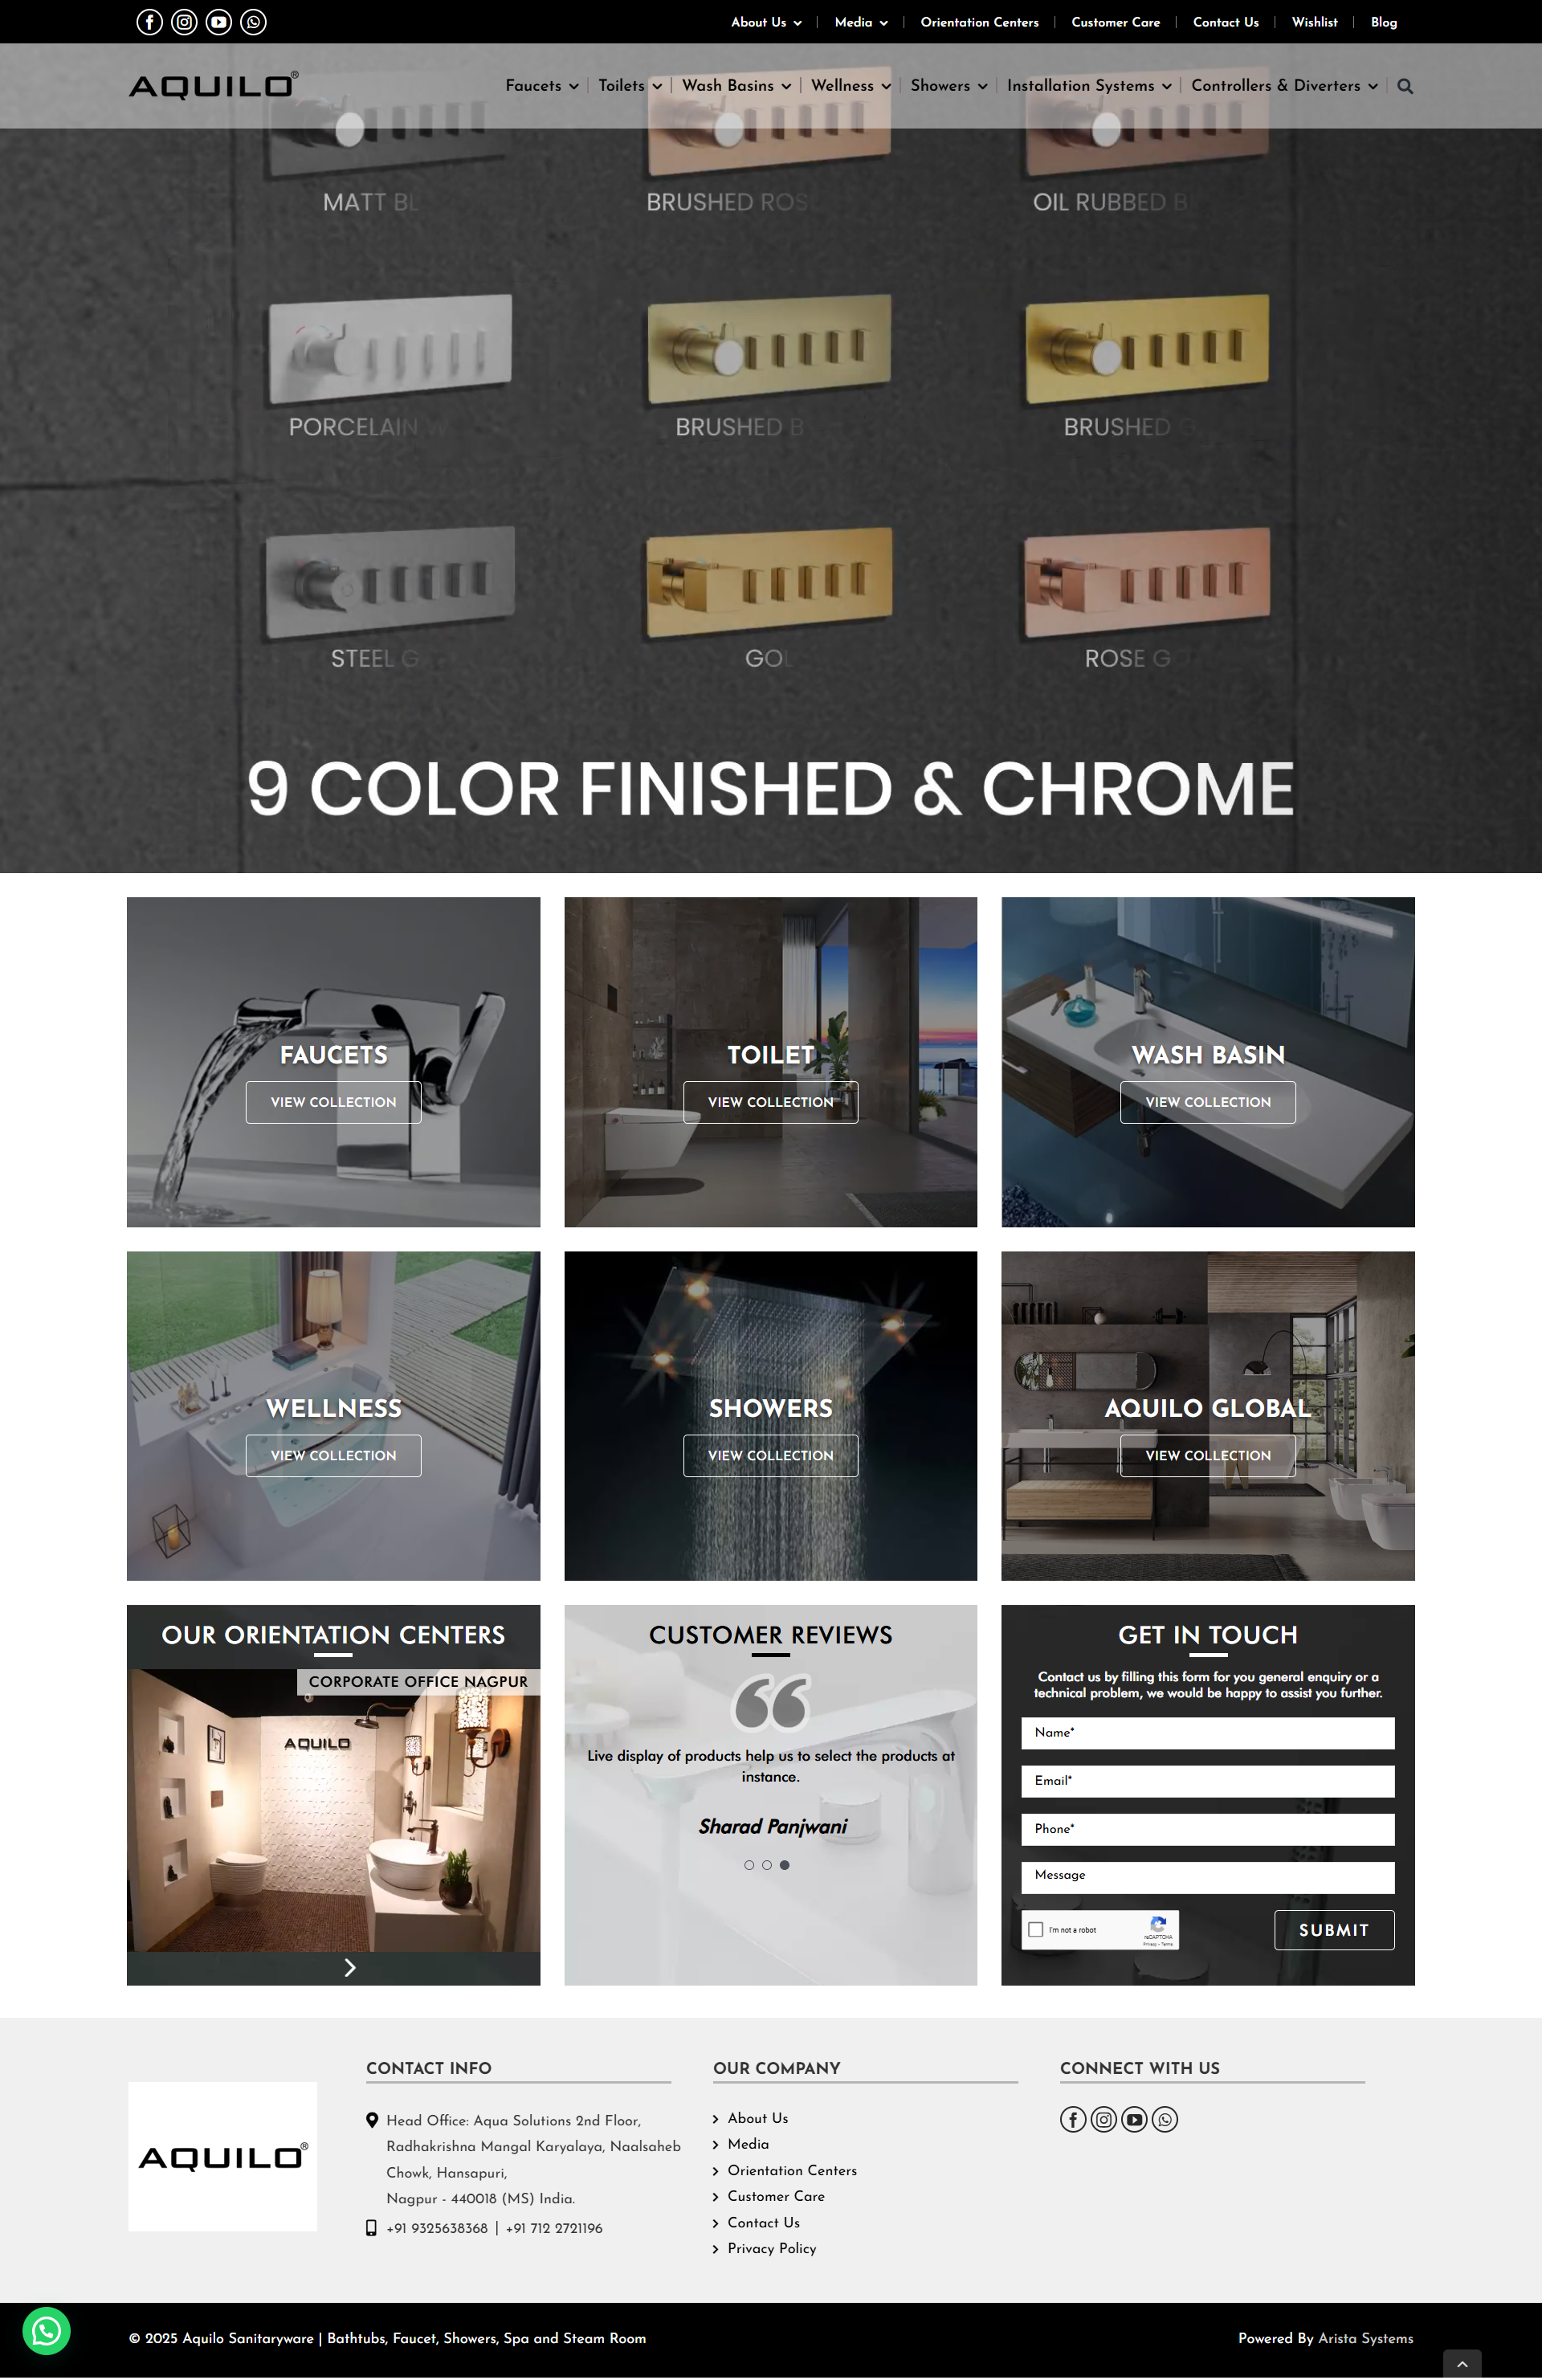 About Us
Media
Orientation Centers
Customer Care
Contact Us
Wishlist
Blog
AQUILO®
Faucets
Toilets
Wash Basins
Wellness
Showers
Installation Systems
Controllers & Diverters
MATT BL
BRUSHED ROS
OIL RUBBED B
PORCELAIN W
BRUSHED B
BRUSHED G
STEEL G
GOL
ROSE G
9 COLOR FINISHED & CHROME
FAUCETS
VIEW COLLECTION
TOILET
VIEW COLLECTION
WASH BASIN
VIEW COLLECTION
WELLNESS
VIEW COLLECTION
SHOWERS
VIEW COLLECTION
AQUILO GLOBAL
VIEW COLLECTION
OUR ORIENTATION CENTERS
CORPORATE OFFICE NAGPUR
AQUILO
CUSTOMER REVIEWS
Live display of products help us to select the products at
instance.
Sharad Panjwani
GET IN TOUCH
Contact us by filling this form for you general enquiry or a
technical problem, we would be happy to assist you further.
Name*
Email*
Phone*
Message
I'm not a robot
reCAPTCHA
Privacy - Terms
SUBMIT
AQUILO®
CONTACT INFO
Head Office: Aqua Solutions 2nd Floor,
Radhakrishna Mangal Karyalaya, Naalsaheb
Chowk, Hansapuri,
Nagpur - 440018 (MS) India.
+91 9325638368 | +91 712 2721196
OUR COMPANY
About Us
Media
Orientation Centers
Customer Care
Contact Us
Privacy Policy
CONNECT WITH US
© 2025 Aquilo Sanitaryware | Bathtubs, Faucet, Showers, Spa and Steam Room
Powered By Arista Systems